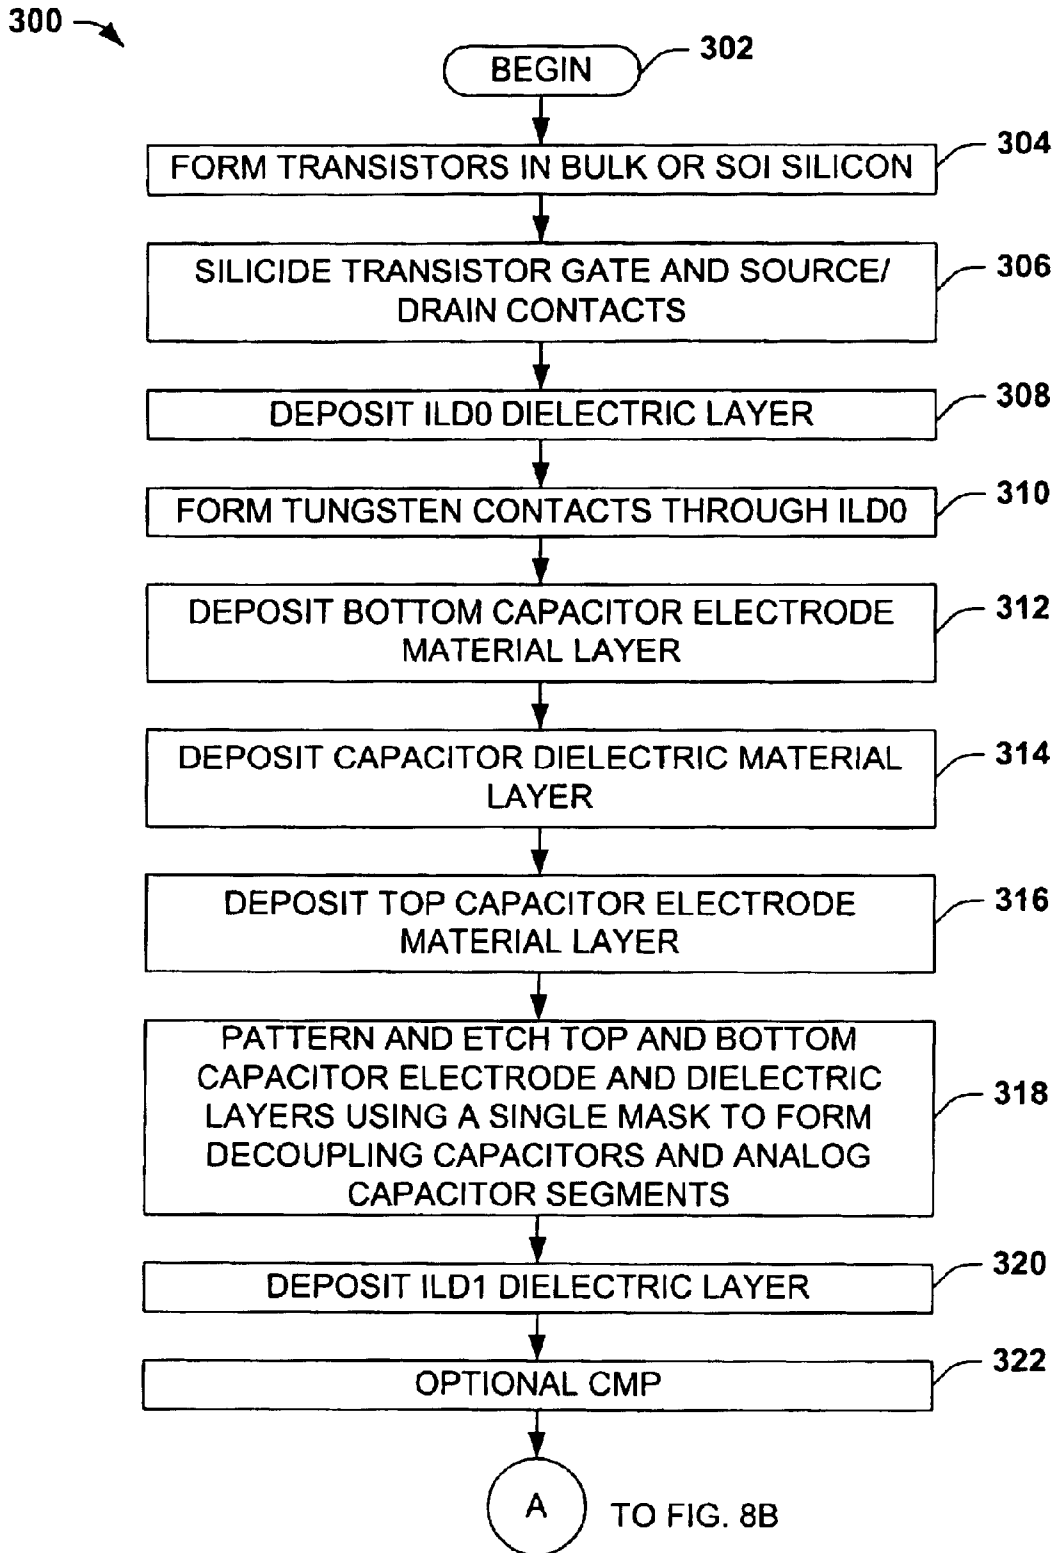 300
BEGIN
302
FORM TRANSISTORS IN BULK OR SOI SILICON
304
SILICIDE TRANSISTOR GATE AND SOURCE/
DRAIN CONTACTS
306
DEPOSIT ILD0 DIELECTRIC LAYER
308
FORM TUNGSTEN CONTACTS THROUGH ILD0
310
DEPOSIT BOTTOM CAPACITOR ELECTRODE
MATERIAL LAYER
312
DEPOSIT CAPACITOR DIELECTRIC MATERIAL
LAYER
314
DEPOSIT TOP CAPACITOR ELECTRODE
MATERIAL LAYER
316
PATTERN AND ETCH TOP AND BOTTOM
CAPACITOR ELECTRODE AND DIELECTRIC
LAYERS USING A SINGLE MASK TO FORM
DECOUPLING CAPACITORS AND ANALOG
CAPACITOR SEGMENTS
318
DEPOSIT ILD1 DIELECTRIC LAYER
320
OPTIONAL CMP
322
A
TO FIG. 8B